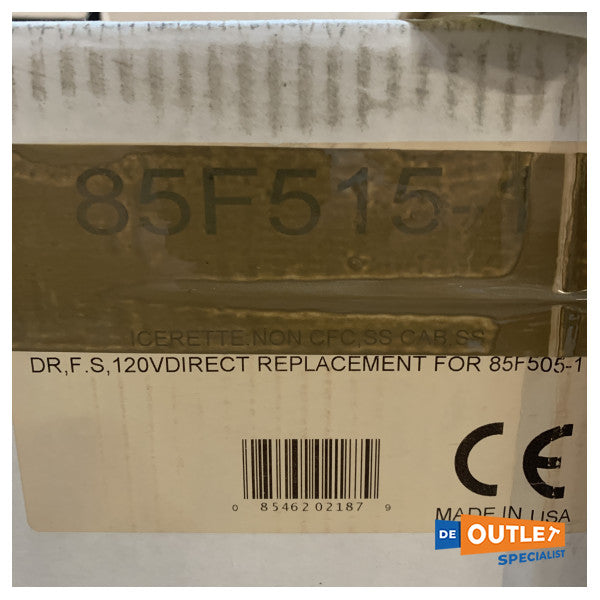 85F515-1
ICERETTE:NON CFC,SS CAB,SS
DR,F.S,120VDIRECT REPLACEMENT FOR 85F505-1
0 85462 02187 9
CE
MADE IN USA
DE OUTLET
SPECIALIST